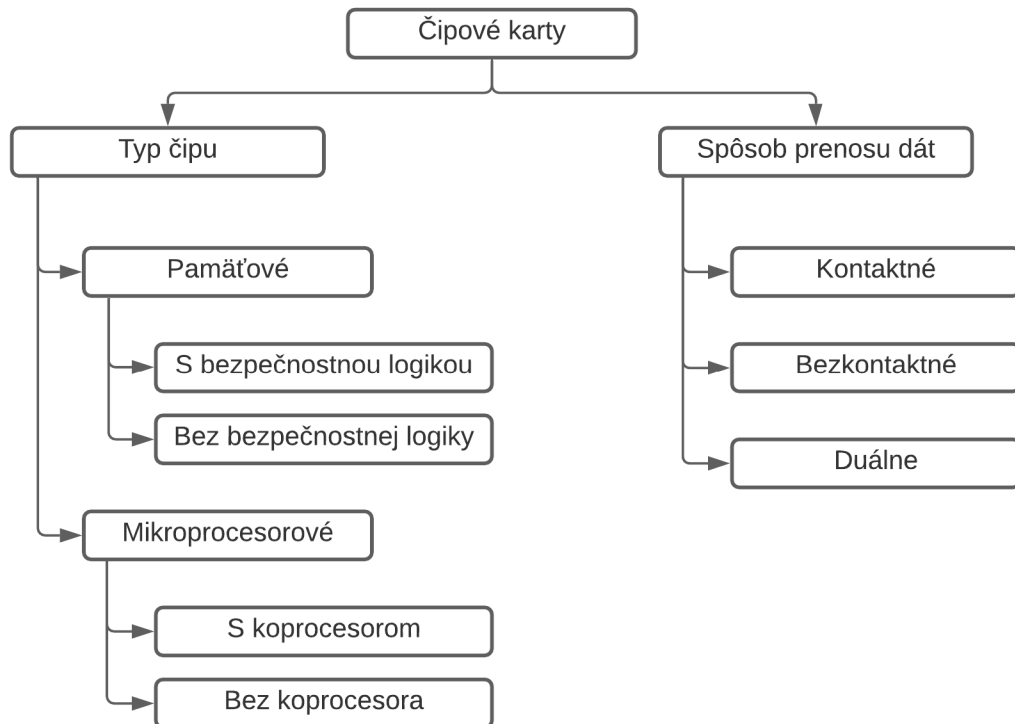 Čipové karty
Typ čipu
Spôsob prenosu dát
Pamäťové
Kontaktné
S bezpečnostnou logikou
Bezkontaktné
Bez bezpečnostnej logiky
Duálne
Mikroprocesorové
S koprocesorom
Bez koprocesora